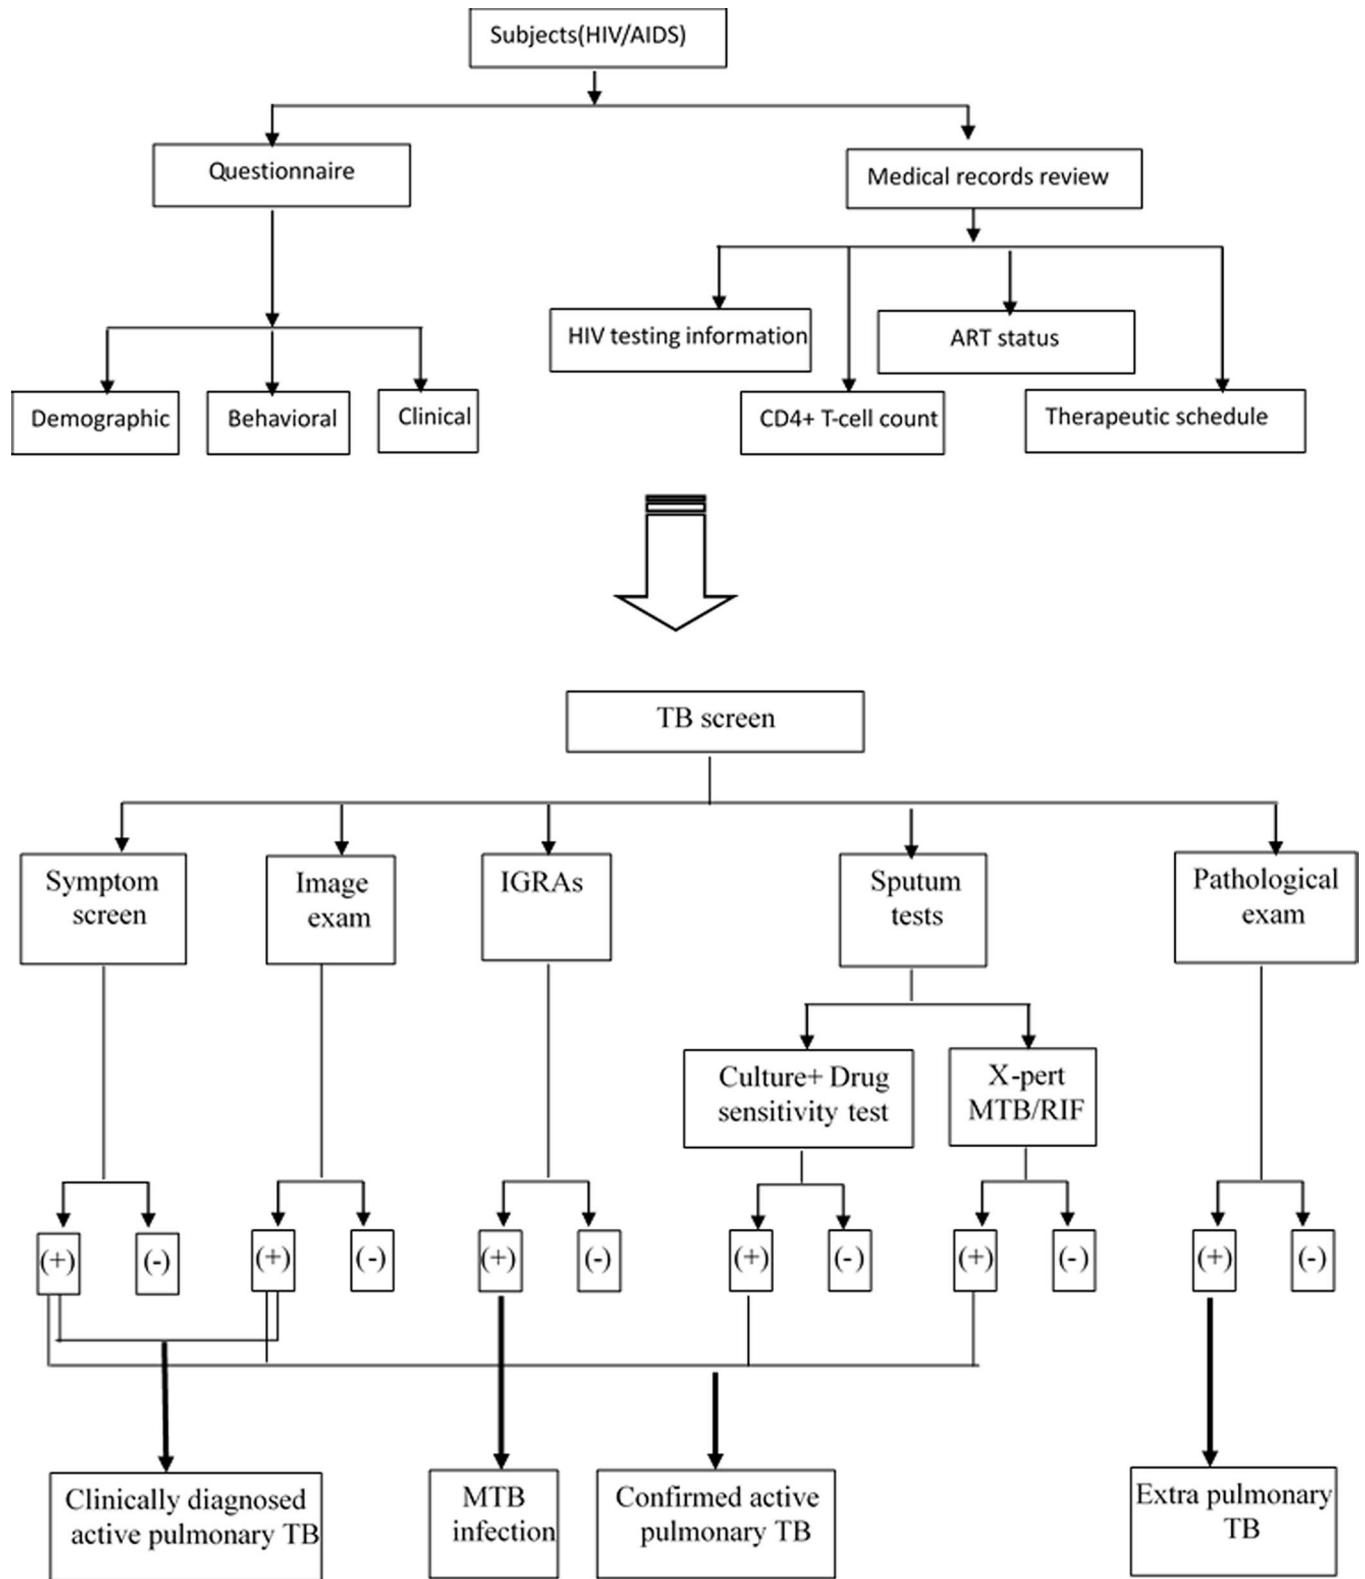 Subjects(HIV/AIDS)
Questionnaire
Medical records review
HIV testing information
ART status
Demographic
Behavioral
Clinical
CD4+ T-cell count
Therapeutic schedule
TB screen
Symptom
screen
Image
exam
IGRAs
Sputum
tests
Pathological
exam
Culture+ Drug
sensitivity test
X-pert
MTB/RIF
(+)
(-)
(+)
(-)
(+)
(-)
(+)
(-)
(+)
(-)
(+)
(-)
Clinically diagnosed
active pulmonary TB
MTB
infection
Confirmed active
pulmonary TB
Extra pulmonary
TB